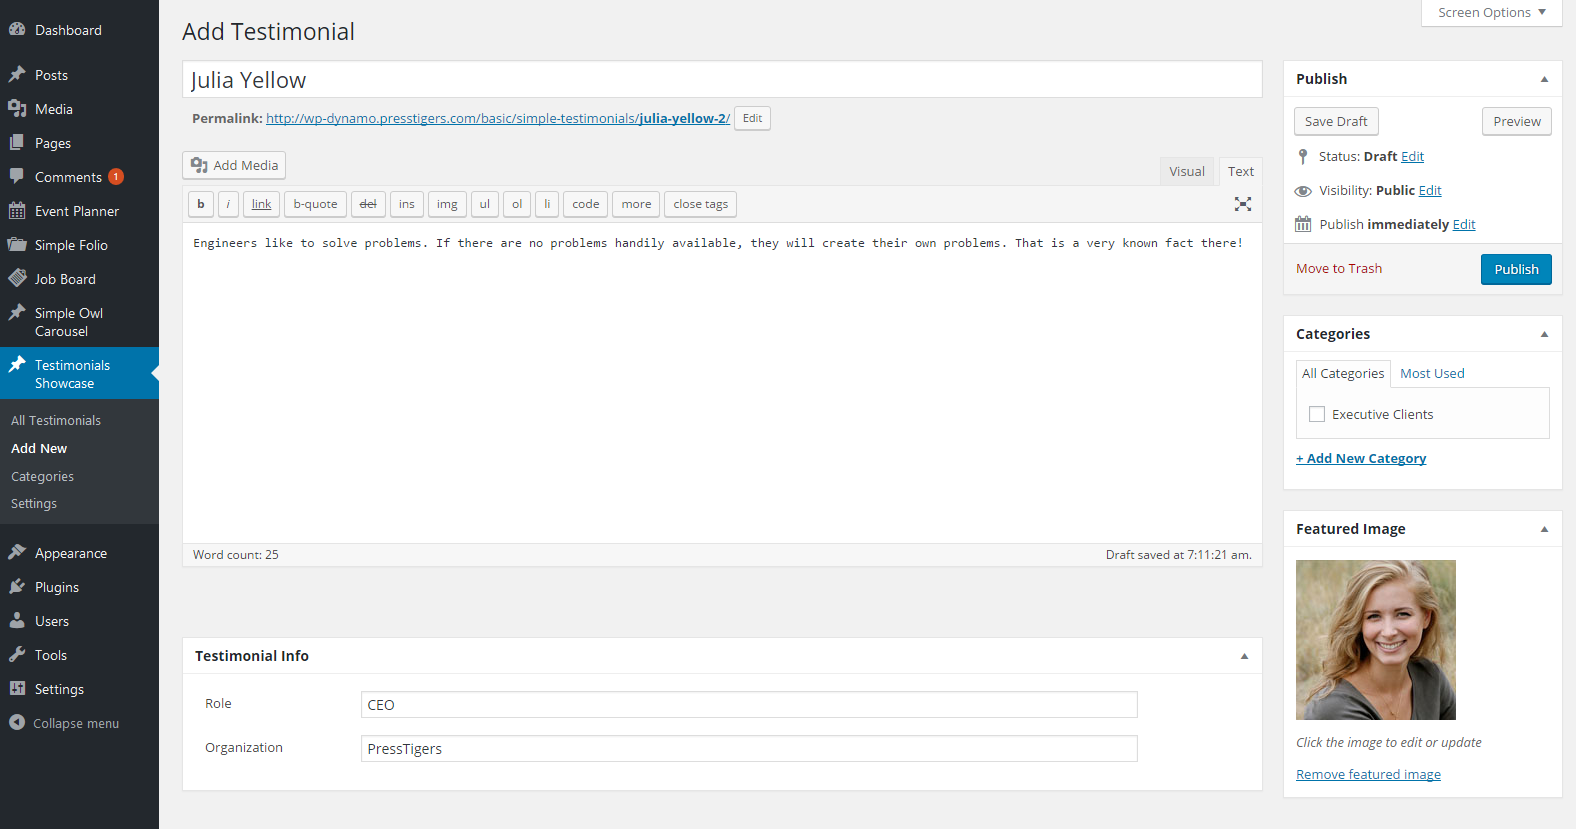 Dashboard
Posts
Media
Pages
Comments 1
Event Planner
Simple Folio
Job Board
Simple Owl
Carousel
Testimonials
Showcase
All Testimonials
Add New
Categories
Settings
Appearance
Plugins
Users
Tools
Settings
Collapse menu
Screen Options
Add Testimonial
Julia Yellow
Permalink: http://wp-dynamo.presstigers.com/basic/simple-testimonials/julia-yellow-2/ Edit
Add Media
Visual Text
b i link b-quote del ins img ul ol li code more close tags
Engineers like to solve problems. If there are no problems handily available, they will create their own problems. That is a very known fact there!
Word count: 25 Draft saved at 7:11:21 am.
Testimonial Info
Role CEO
Organization PressTigers
Publish
Save Draft Preview
Status: Draft Edit
Visibility: Public Edit
Publish immediately Edit
Move to Trash Publish
Categories
All Categories Most Used
Executive Clients
+ Add New Category
Featured Image
Click the image to edit or update
Remove featured image